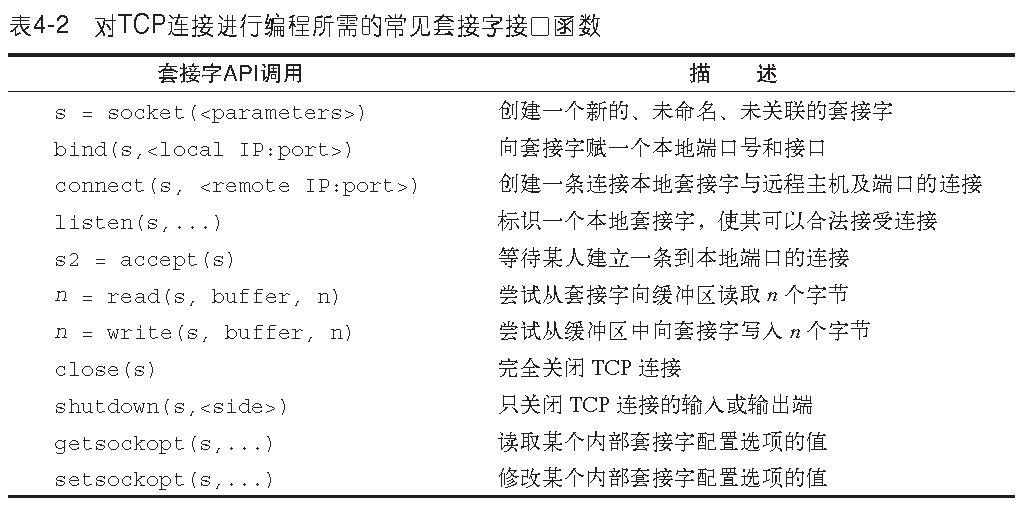 表4-2 对TCP连接进行编程所需的常见套接字接口函数
套接字API调用 描 述
s = socket(<parameters>) 创建一个新的、未命名、未关联的套接字
bind(s,<local IP:port>) 向套接字赋一个本地端口号和接口
connect(s, <remote IP:port>) 创建一条连接本地套接字与远程主机及端口的连接
listen(s,...) 标识一个本地套接字，使其可以合法接受连接
s2 = accept(s) 等待某人建立一条到本地端口的连接
n = read(s, buffer, n) 尝试从套接字向缓冲区读取 n 个字节
n = write(s, buffer, n) 尝试从缓冲区中向套接字写入 n 个字节
close(s) 完全关闭 TCP 连接
shutdown(s,<side>) 只关闭 TCP 连接的输入或输出端
getsockopt(s,...) 读取某个内部套接字配置选项的值
setsockopt(s,...) 修改某个内部套接字配置选项的值